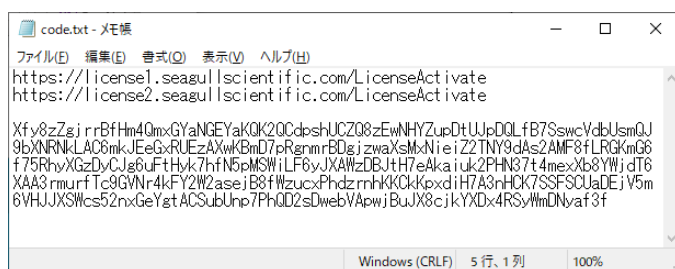 code.txt - メモ帳
ファイル(F) 編集(E) 書式(O) 表示(V) ヘルプ(H)
https://license1.seagullscientific.com/LicenseActivate
https://license2.seagullscientific.com/LicenseActivate
Xfy8zZgjrrBfHm4QmxGYaNGEYaKQK2QCdpshUCZQ8zEwNHYZupDtUJpDQLfB7SswcVdbUsmQJ
9bXNRNkLAC6mkJEeGxRUEzAXwKBmD7pRgnmrBDgjzwaXsMxNieiZ2TNY9dAs2AMF8fLRGKmG6
f75RhyXGzDyCJg6uFtHyk7hfN5pMSWiLF6yJXAWzDBJtH7eAkaiuk2PHN37t4mexXb8YWjdT6
XAA3rmurfTc9GVNr4kFY2W2asejB8fWzucxPhdzrnhKKCkKpxdiH7A3nHCK7SSFSCUaDEjV5m
6VHJJXSWcs52nxGeYgtACSubUnp7PhQD2sDwebVApwjBuJX8cjkYXDx4RSyWmDNyaf3f
Windows (CRLF) 5 行、1 列 100%